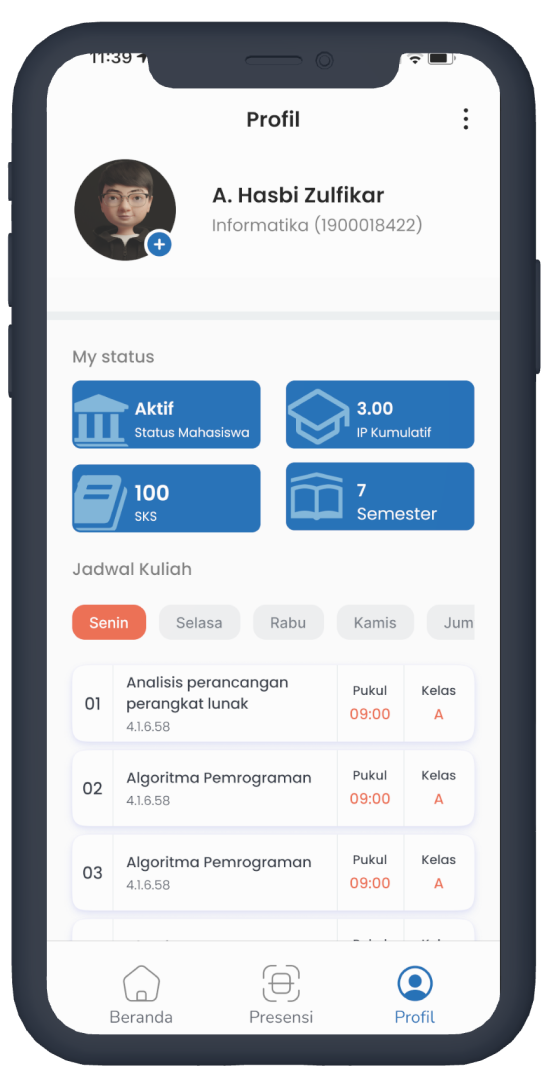 11:39
Profil
A. Hasbi Zulfikar
Informatika (1900018422)
My status
Aktif
Status Mahasiswa
3.00
IP Kumulatif
100
SKS
7
Semester
Jadwal Kuliah
Senin
Selasa
Rabu
Kamis
Jum
01
Analisis perancangan
perangkat lunak
4.1.6.58
Pukul
09:00
Kelas
A
02
Algoritma Pemrograman
4.1.6.58
Pukul
09:00
Kelas
A
03
Algoritma Pemrograman
4.1.6.58
Pukul
09:00
Kelas
A
Beranda
Presensi
Profil